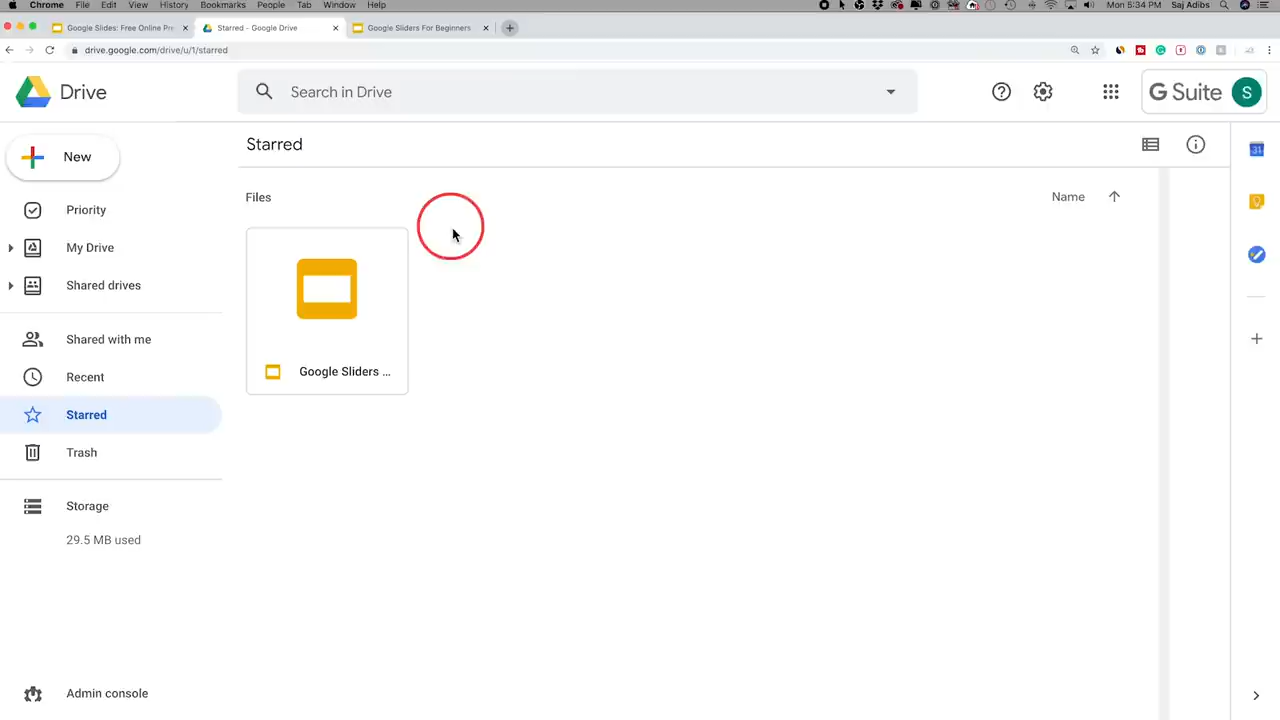 Chrome File Edit View History Bookmarks People Tab Window Help Mon 5:34 PM Saj Adibs
Google Slides: Free Online Pre
Starred - Google Drive
Google Sliders For Beginners
drive.google.com/drive/u/1/starred
Drive
Search in Drive
G Suite S
New
Starred
Files
Name
Priority
My Drive
Shared drives
Shared with me
Recent
Starred
Trash
Storage
29.5 MB used
Admin console
Google Sliders ...
31